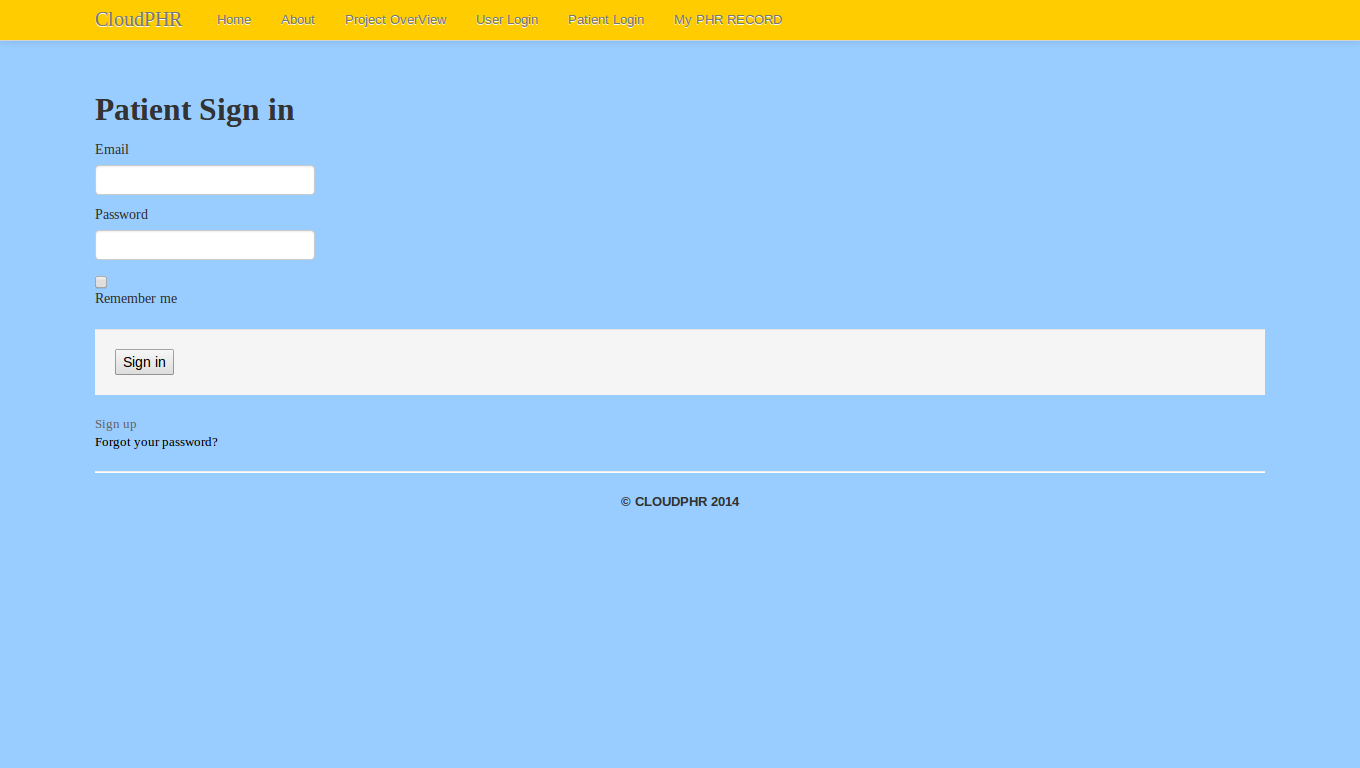 CloudPHR Home About Project OverView User Login Patient Login My PHR RECORD
Patient Sign in
Email
Password
Remember me
Sign in
Sign up
Forgot your password?
© CLOUDPHR 2014